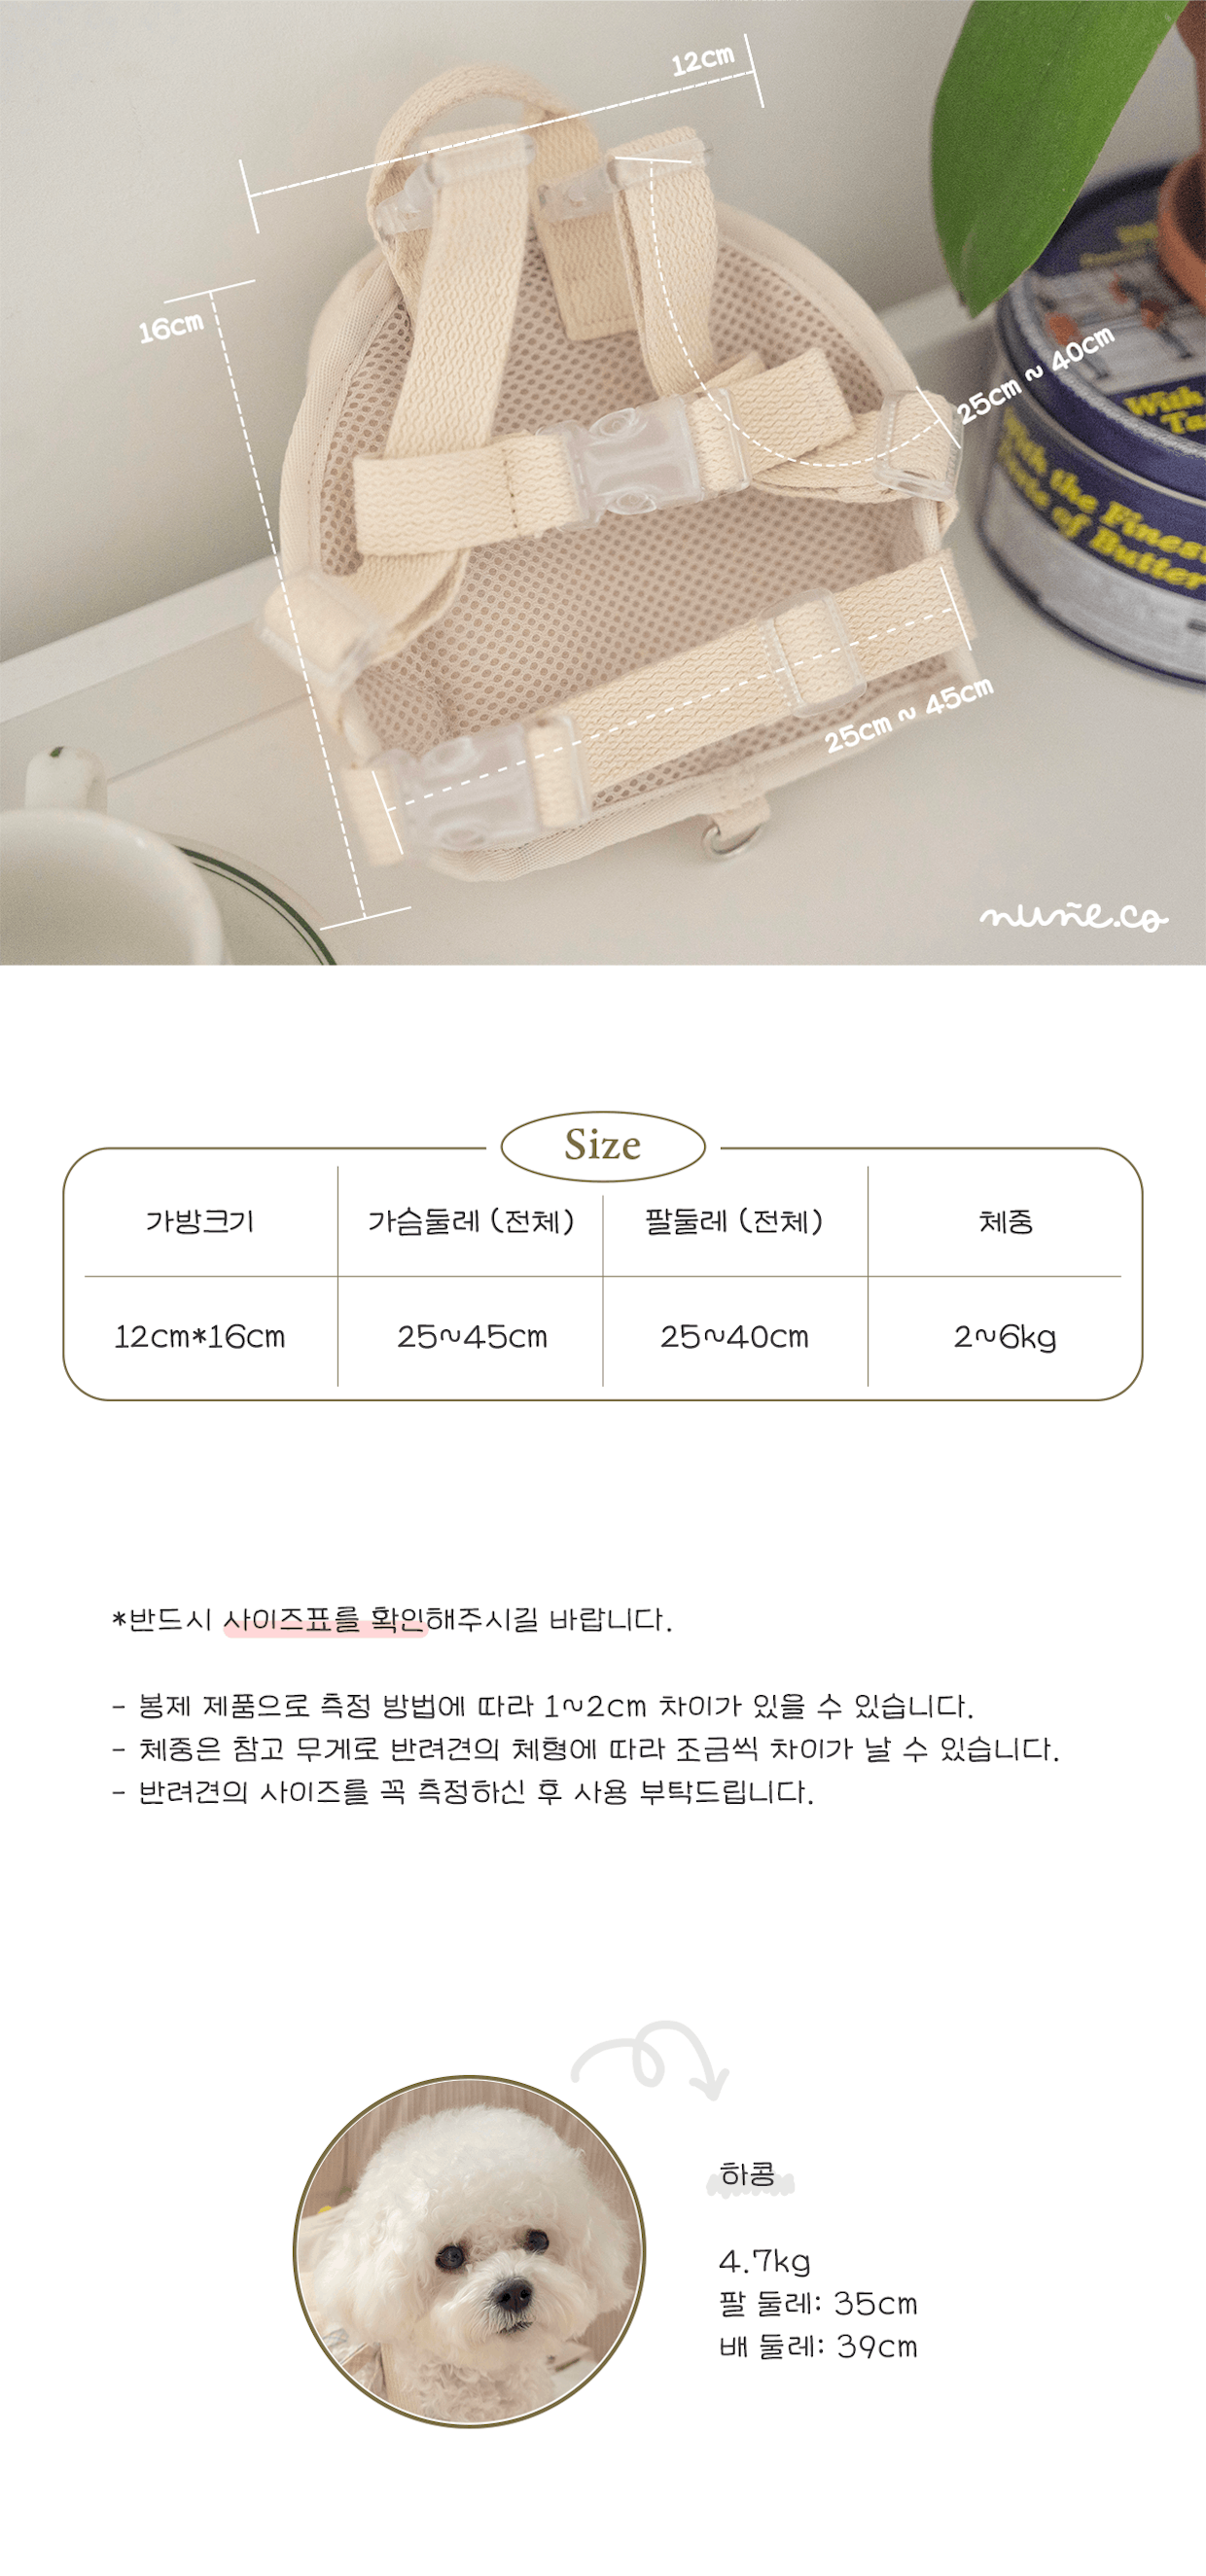 12cm
16cm
25cm ~ 40cm
With
Ta
With the Finest
Taste of Butter
25cm ~ 45cm
nuñe.co
Size
가방크기 가슴둘레 (전체) 팔둘레 (전체) 체중
12cm*16cm 25~45cm 25~40cm 2~6kg
*반드시 사이즈표를 확인해주시길 바랍니다.
- 봉제 제품으로 측정 방법에 따라 1~2cm 차이가 있을 수 있습니다.
- 체중은 참고 무게로 반려견의 체형에 따라 조금씩 차이가 날 수 있습니다.
- 반려견의 사이즈를 꼭 측정하신 후 사용 부탁드립니다.
하콩
4.7kg
팔 둘레: 35cm
배 둘레: 39cm